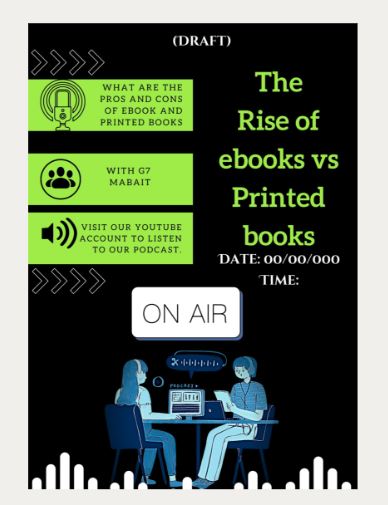 (DRAFT)
WHAT ARE THE
PROS AND CONS
OF EBOOK AND
PRINTED BOOKS
WITH G7
MABAIT
VISIT OUR YOUTUBE
ACCOUNT TO LISTEN
TO OUR PODCAST.
The
Rise of
ebooks vs
Printed
books
DATE: 00/00/000
TIME:
ON AIR
PODCAST